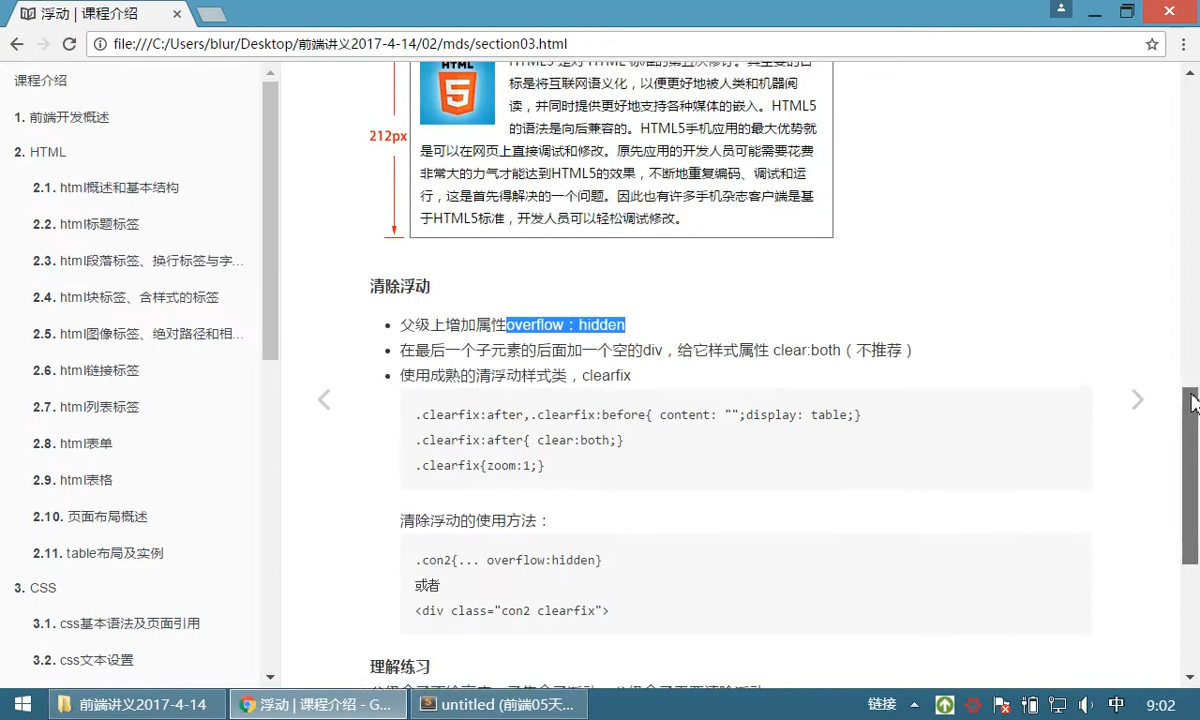 浮动 | 课程介绍
file:///C:/Users/blur/Desktop/前端讲义2017-4-14/02/mds/section03.html
课程介绍
1. 前端开发概述
2. HTML
2.1. html概述和基本结构
2.2. html标题标签
2.3. html段落标签、换行标签与字...
2.4. html块标签、含样式的标签
2.5. html图像标签、绝对路径和相...
2.6. html链接标签
2.7. html列表标签
2.8. html表单
2.9. html表格
2.10. 页面布局概述
2.11. table布局及实例
3. CSS
3.1. css基本语法及页面引用
3.2. css文本设置
212px
HTML
5
HTML5 是对 HTML 标准的第五次修订。其主要的目
标是将互联网语义化，以便更好地被人类和机器阅
读，并同时提供更好地支持各种媒体的嵌入。HTML5
的语法是向后兼容的。HTML5手机应用的最大优势就
是可以在网页上直接调试和修改。原先应用的开发人员可能需要花费
非常大的力气才能达到HTML5的效果，不断地重复编码、调试和运
行，这是首先得解决的一个问题。因此也有许多手机杂志客户端是基
于HTML5标准，开发人员可以轻松调试修改。
清除浮动
• 父级上增加属性overflow：hidden
• 在最后一个子元素的后面加一个空的div，给它样式属性 clear:both（不推荐）
• 使用成熟的清浮动样式类，clearfix
.clearfix:after,.clearfix:before{ content: "";display: table;}
.clearfix:after{ clear:both;}
.clearfix{zoom:1;}
清除浮动的使用方法：
.con2{... overflow:hidden}
或者
<div class="con2 clearfix">
理解练习
前端讲义2017-4-14
浮动 | 课程介绍 - G...
untitled (前端05天...
链接
中
9:02